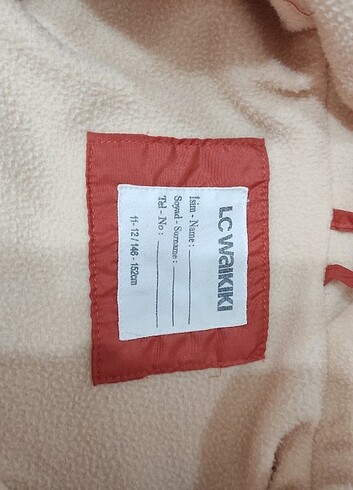 LC WAIKIKI
İsim - Name :
Soyad - Surname :
Tel - No :
11- 12 / 146 - 152cm